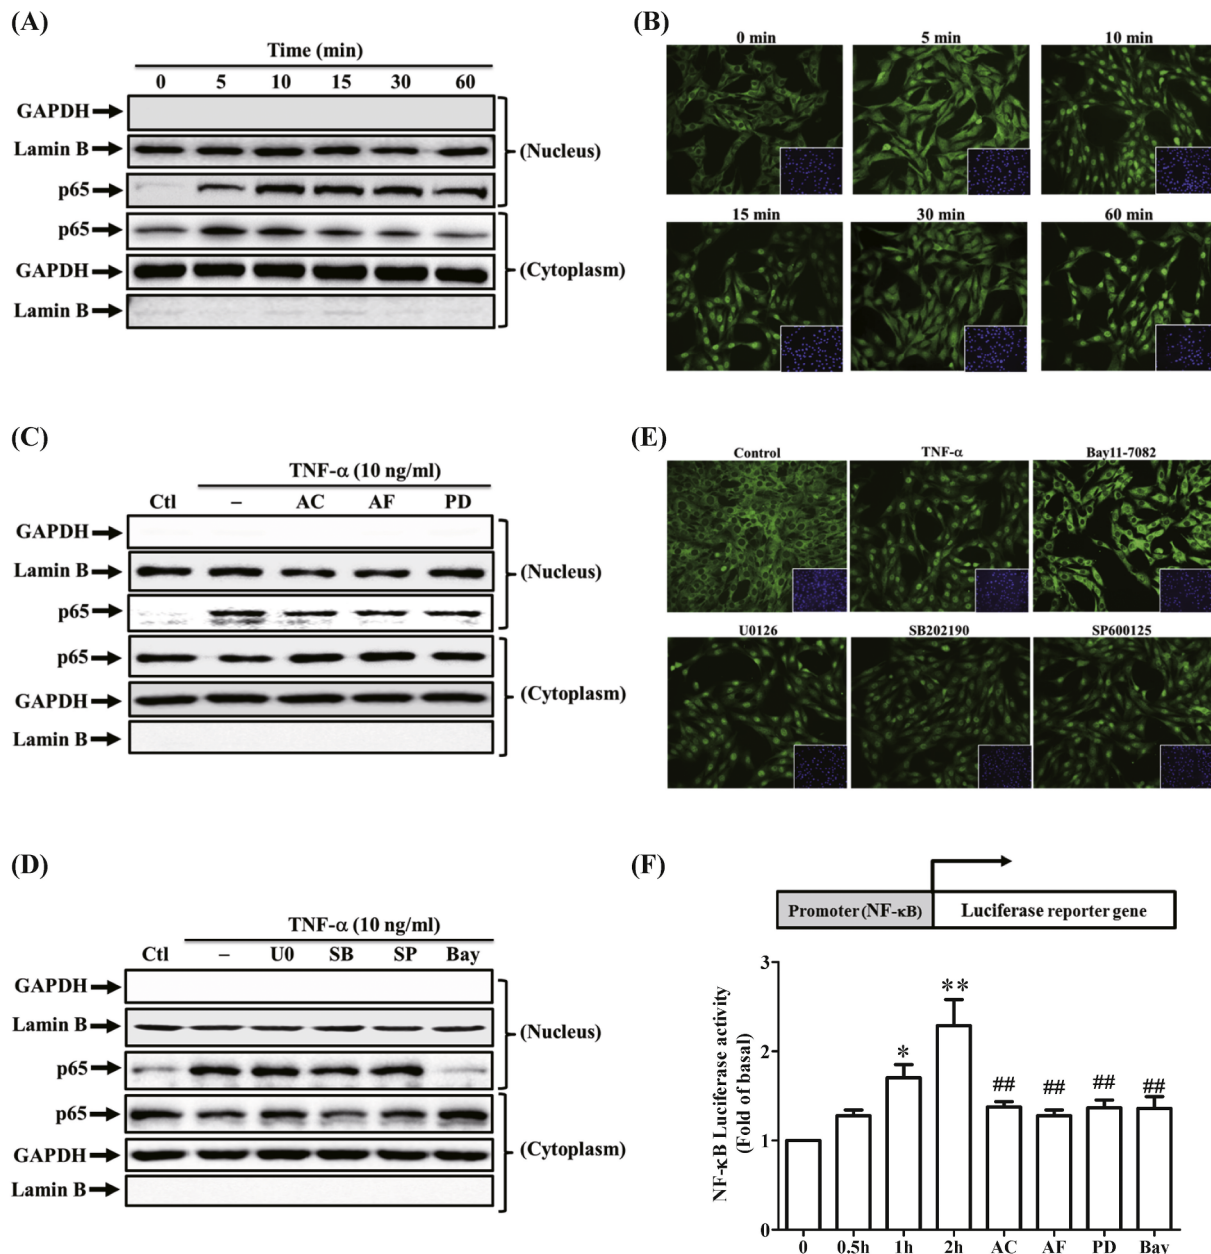 (A)
Time (min)
0 5 10 15 30 60
GAPDH
Lamin B
(Nucleus)
p65
p65
GAPDH
(Cytoplasm)
Lamin B
(B)
0 min 5 min 10 min
15 min 30 min 60 min
(C)
TNF-α (10 ng/ml)
Ctl – AC AF PD
GAPDH
Lamin B
(Nucleus)
p65
p65
GAPDH
(Cytoplasm)
Lamin B
(E)
Control TNF-α Bay11-7082
U0126 SB202190 SP600125
(D)
TNF-α (10 ng/ml)
Ctl – U0 SB SP Bay
GAPDH
Lamin B
(Nucleus)
p65
p65
GAPDH
(Cytoplasm)
Lamin B
(F)
Promoter (NF-κB) Luciferase reporter gene
NF-κB Luciferase activity
(Fold of basal)
3
2
1
0
* ** ## ## ## ##
0 0.5h 1h 2h AC AF PD Bay